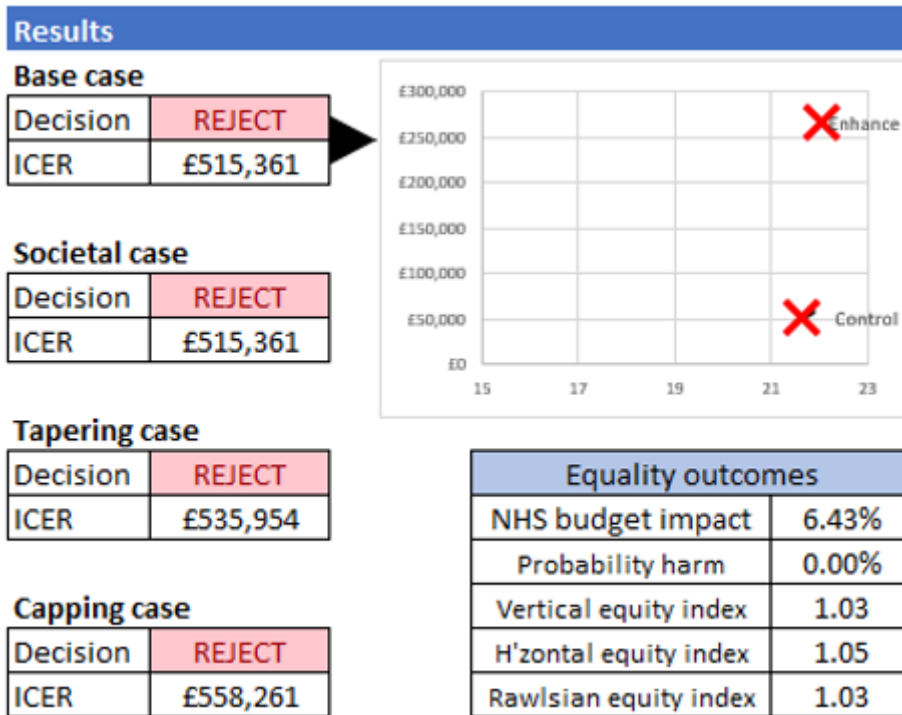 Results
Base case
Decision REJECT
ICER £515,361
Societal case
Decision REJECT
ICER £515,361
Tapering case
Decision REJECT
ICER £535,954
Capping case
Decision REJECT
ICER £558,261
£300,000
£250,000
£200,000
£150,000
£100,000
£50,000
£0
15 17 19 21 23
Enhance
Control
Equality outcomes
NHS budget impact 6.43%
Probability harm 0.00%
Vertical equity index 1.03
H'zontal equity index 1.05
Rawlsian equity index 1.03